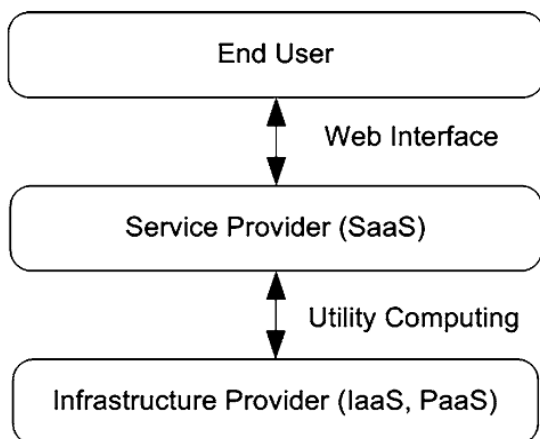 End User
Web Interface
Service Provider (SaaS)
Utility Computing
Infrastructure Provider (IaaS, PaaS)